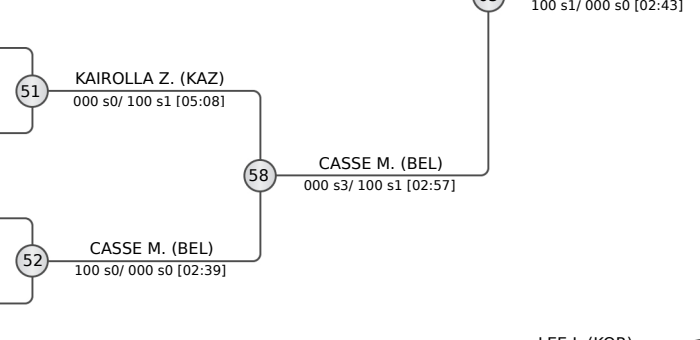 100 s1/ 000 s0 [02:43]
KAIROLLA Z. (KAZ)
51
000 s0/ 100 s1 [05:08]
CASSE M. (BEL)
58
000 s3/ 100 s1 [02:57]
CASSE M. (BEL)
52
100 s0/ 000 s0 [02:39]